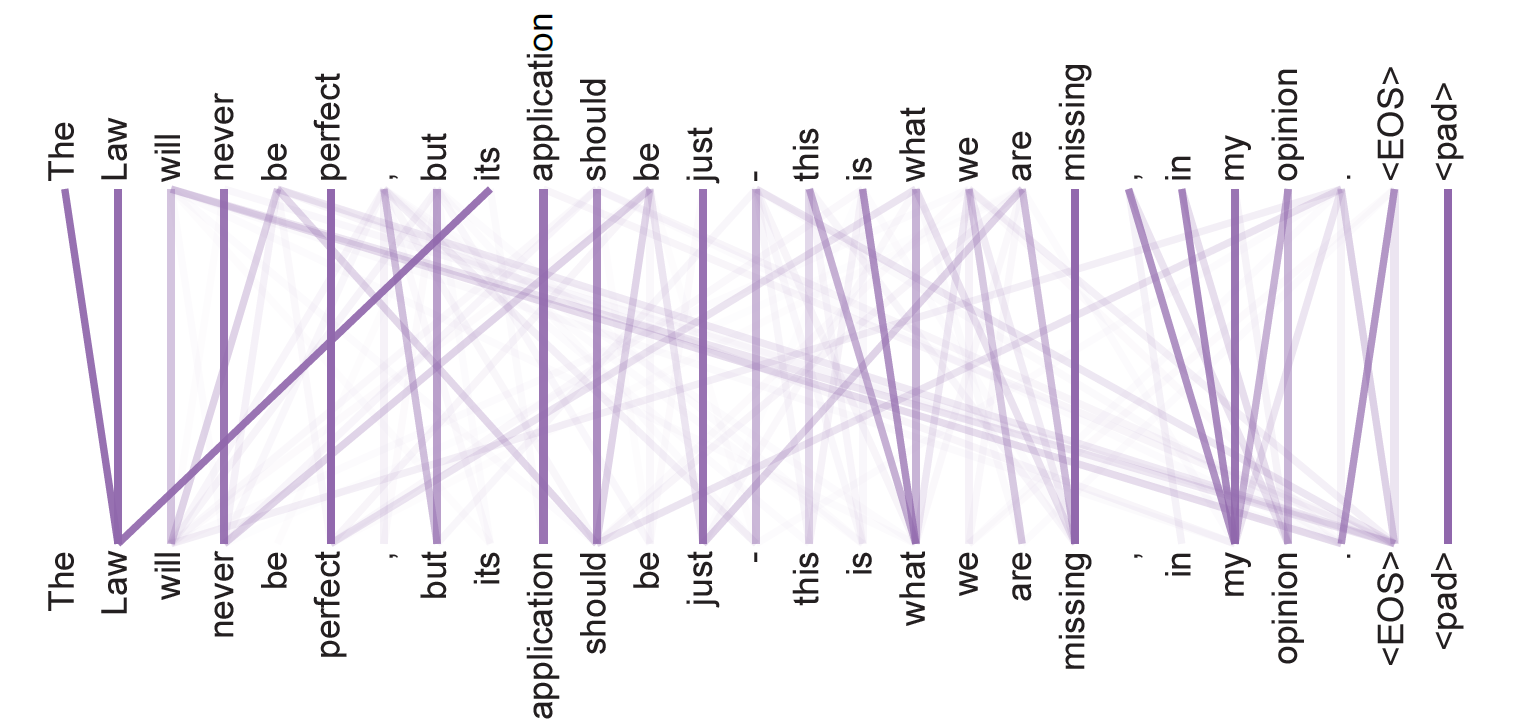 The Law will never be perfect , but its application should be just - this is what we are missing , in my opinion . <EOS> <pad>
The Law will never be perfect , but its application should be just - this is what we are missing , in my opinion . <EOS> <pad>